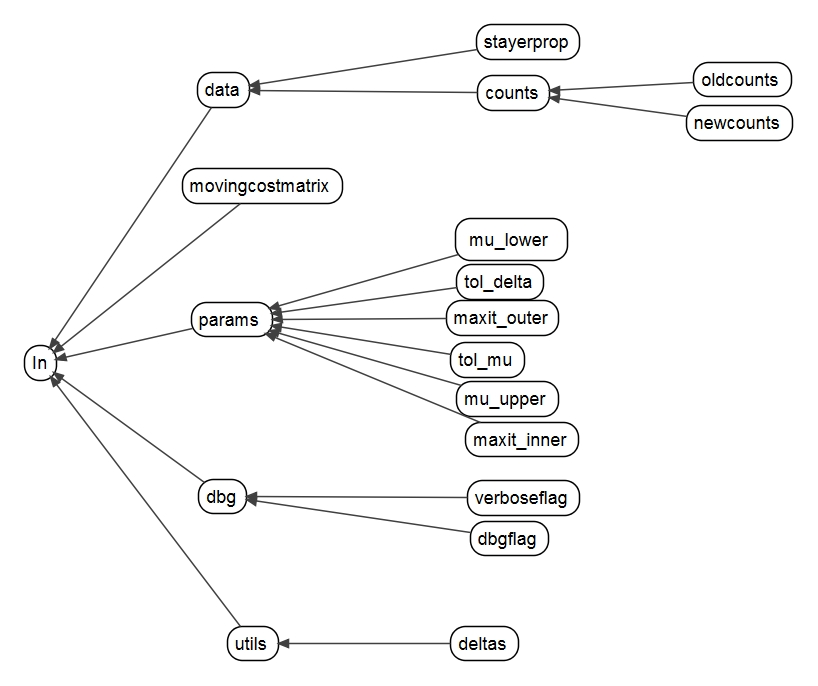 stayerprop
oldcounts
data
counts
newcounts
movingcostmatrix
mu_lower
tol_delta
params
maxit_outer
In
tol_mu
mu_upper
maxit_inner
dbg
verboseflag
dbgflag
utils
deltas